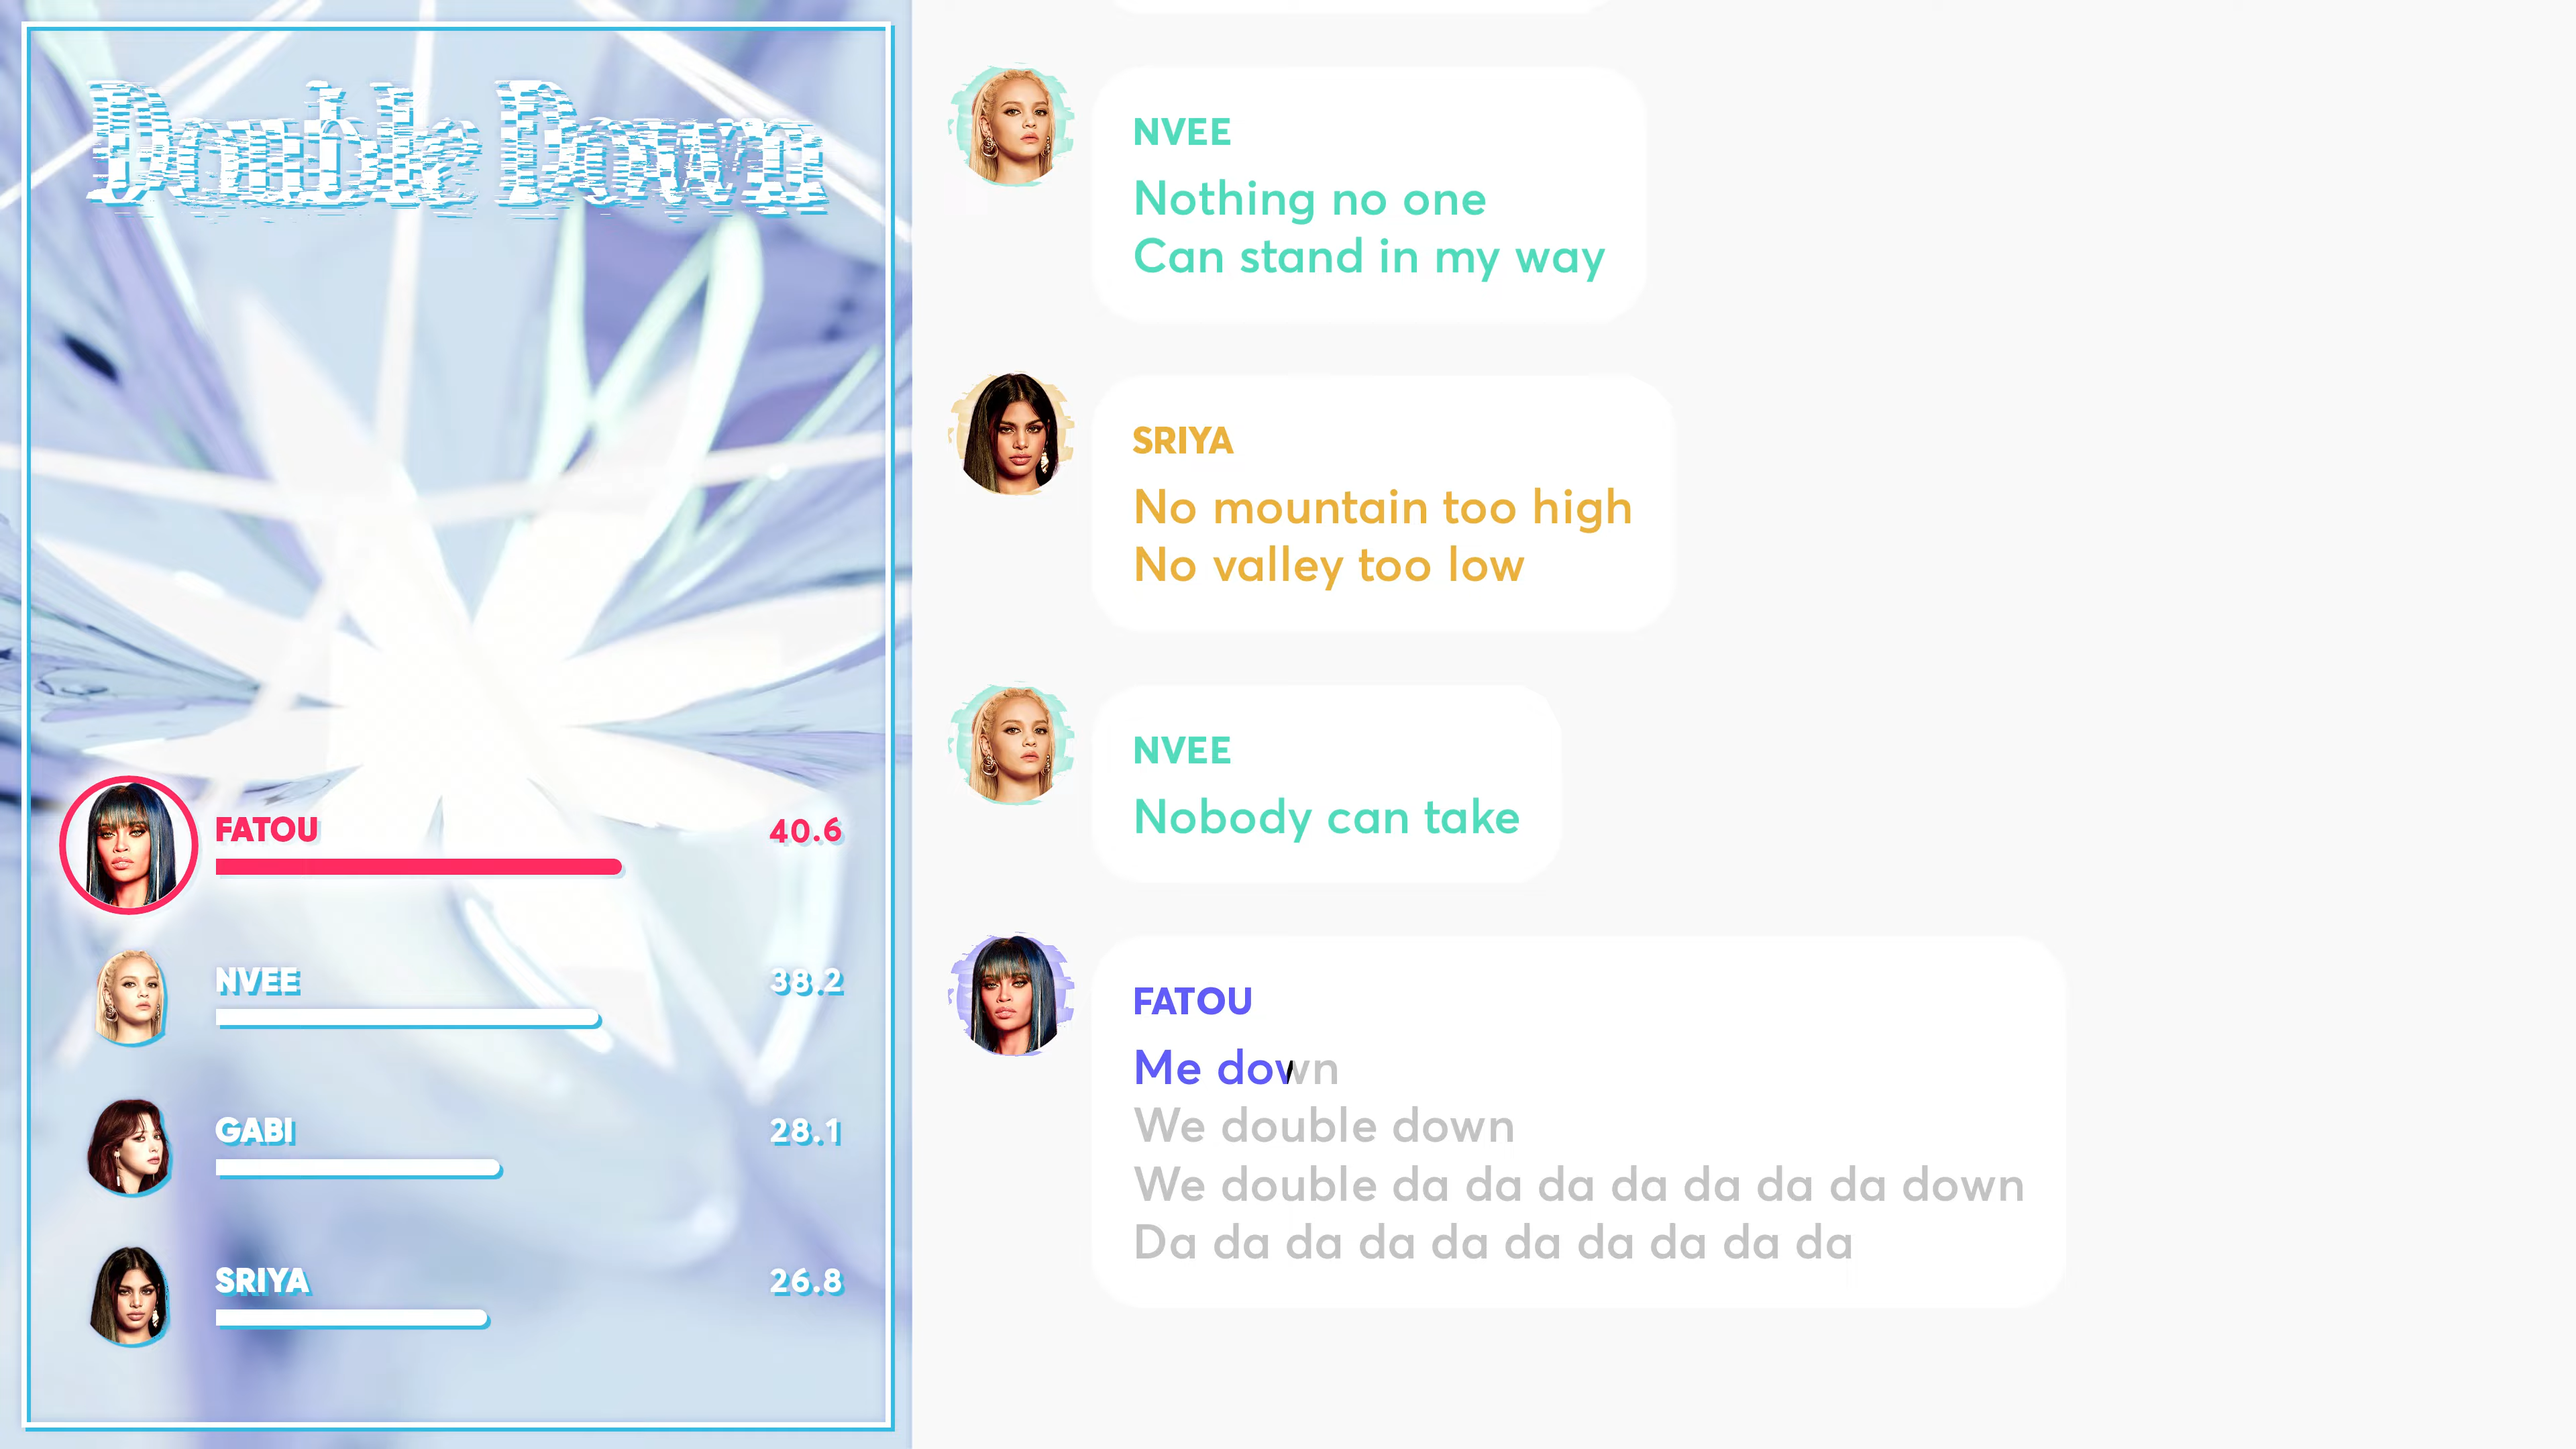 Double Down
FATOU
40.6
NVEE
38.2
GABI
28.1
SRIYA
26.8
NVEE
Nothing no one
Can stand in my way
SRIYA
No mountain too high
No valley too low
NVEE
Nobody can take
FATOU
Me down
We double down
We double da da da da da da da down
Da da da da da da da da da da